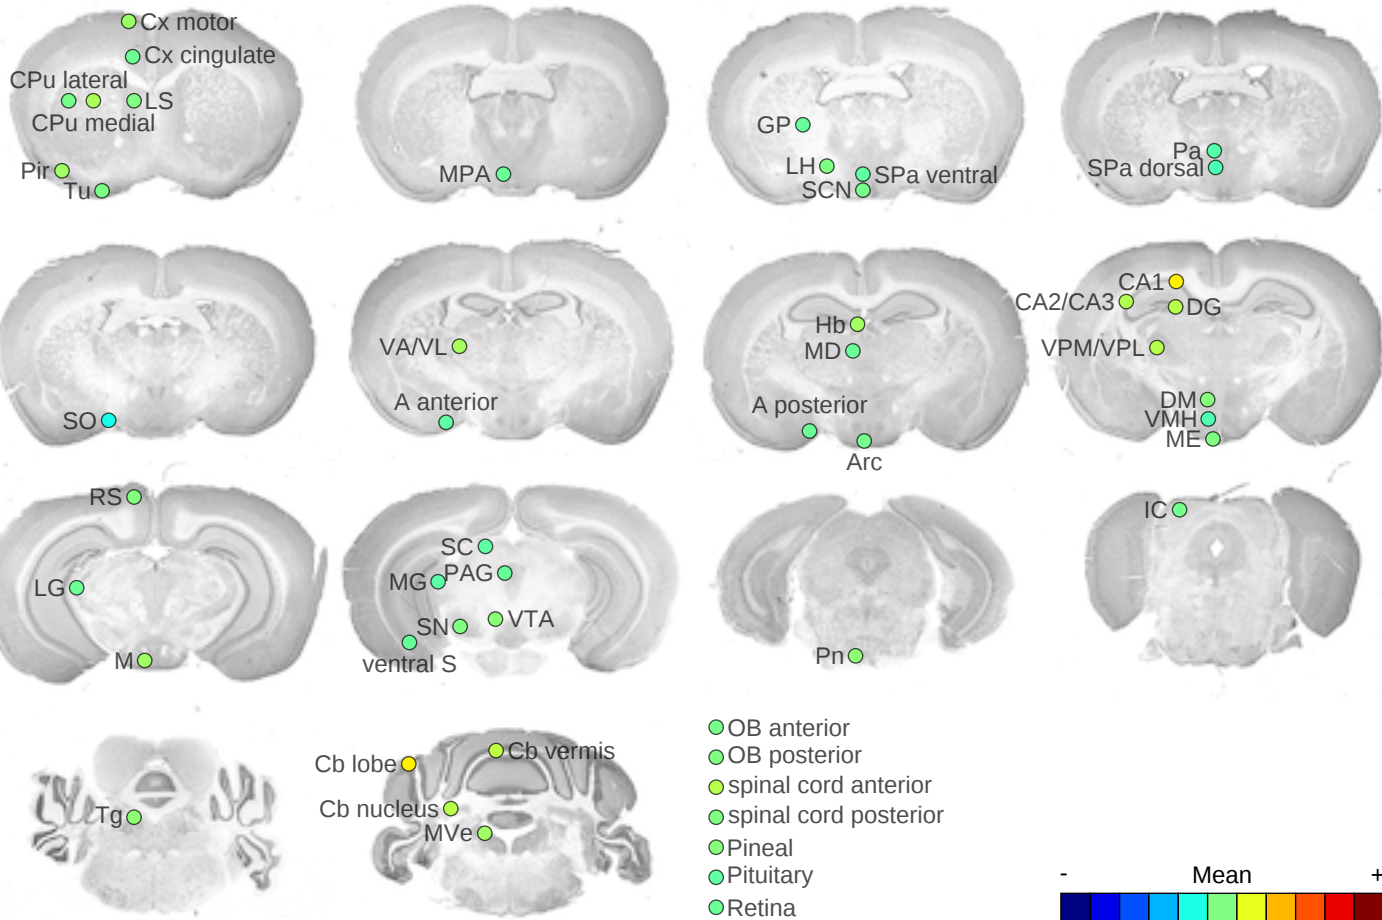 Cx motor
Cx cingulate
CPu lateral
LS
CPu medial
Pir
Tu
MPA
GP
LH
SPa ventral
SCN
Pa
SPa dorsal
SO
VA/VL
A anterior
Hb
MD
A posterior
Arc
CA1
CA2/CA3
DG
VPM/VPL
DM
VMH
ME
RS
LG
M
SC
MG
PAG
SN
VTA
ventral S
Pn
IC
Tg
Cb lobe
Cb vermis
Cb nucleus
MVe
OB anterior
OB posterior
spinal cord anterior
spinal cord posterior
Pineal
Pituitary
Retina
- Mean +